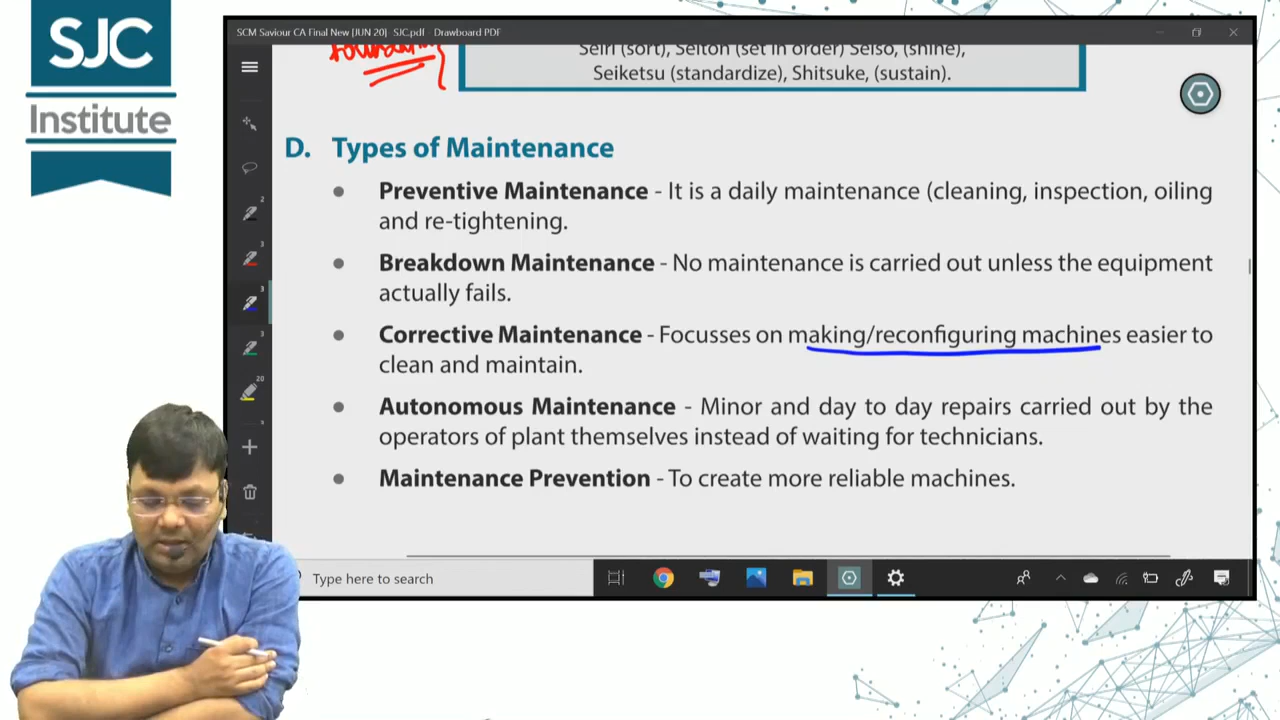 SJC
Institute
SCM Saviour CA Final New [JUN 20] SJC.pdf - Drawboard PDF
Seiri (sort), Seiton (set in order) Seiso, (shine),
Seiketsu (standardize), Shitsuke, (sustain).
D. Types of Maintenance
Preventive Maintenance - It is a daily maintenance (cleaning, inspection, oiling
and re-tightening.
Breakdown Maintenance - No maintenance is carried out unless the equipment
actually fails.
Corrective Maintenance - Focusses on making/reconfiguring machines easier to
clean and maintain.
Autonomous Maintenance - Minor and day to day repairs carried out by the
operators of plant themselves instead of waiting for technicians.
Maintenance Prevention - To create more reliable machines.
2
3
3
3
20
Type here to search